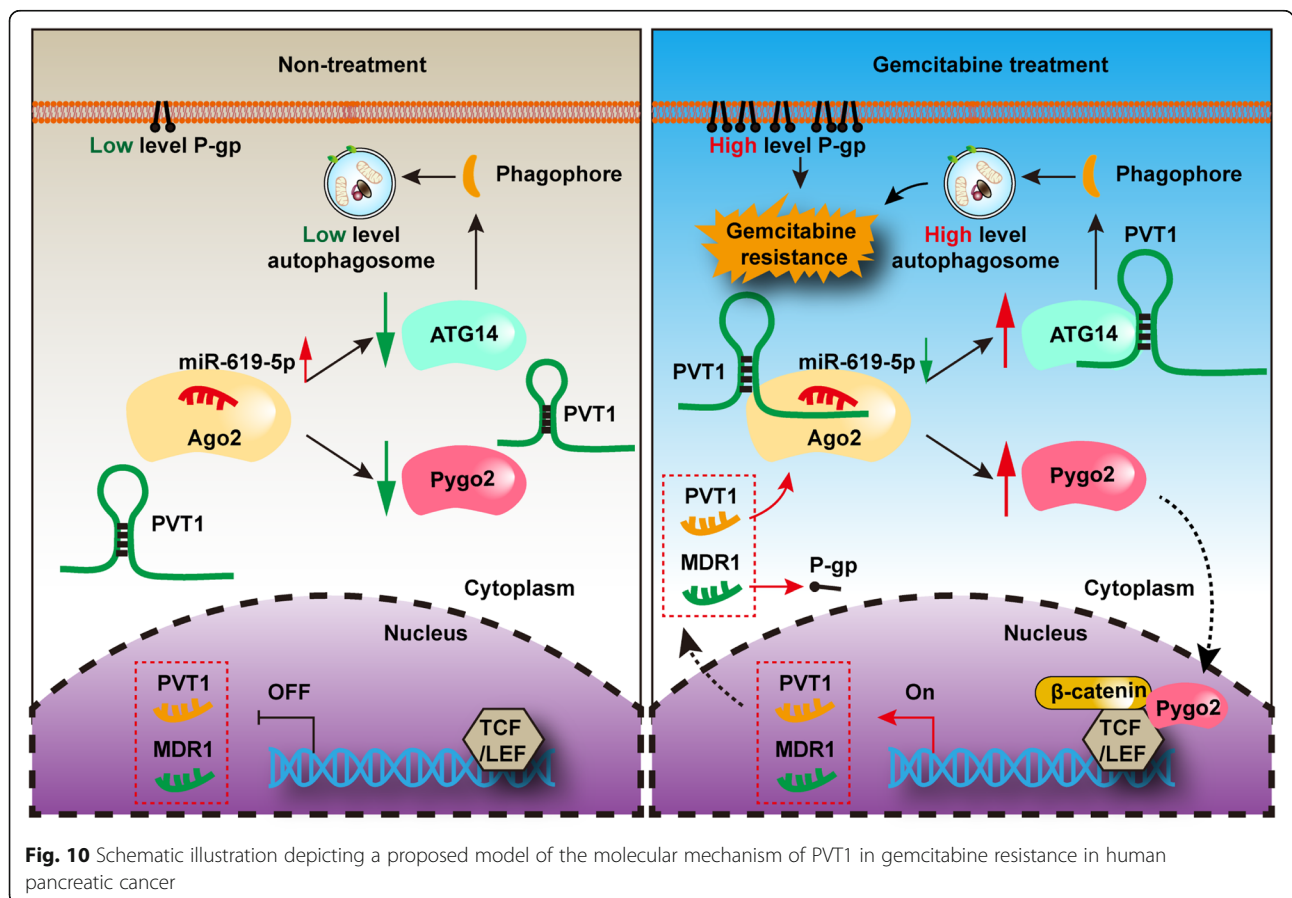 Non-treatment
Low level P-gp
Phagophore
Low level
autophagosome
ATG14
miR-619-5p
Ago2
PVT1
Pygo2
PVT1
Cytoplasm
Nucleus
PVT1
OFF
MDR1
TCF
/LEF
Gemcitabine treatment
High level P-gp
Phagophore
Gemcitabine
resistance
High level
autophagosome
PVT1
ATG14
miR-619-5p
PVT1
Ago2
Pygo2
PVT1
MDR1
P-gp
Cytoplasm
Nucleus
PVT1
On
MDR1
β-catenin
Pygo2
TCF
/LEF
Fig. 10 Schematic illustration depicting a proposed model of the molecular mechanism of PVT1 in gemcitabine resistance in human
pancreatic cancer